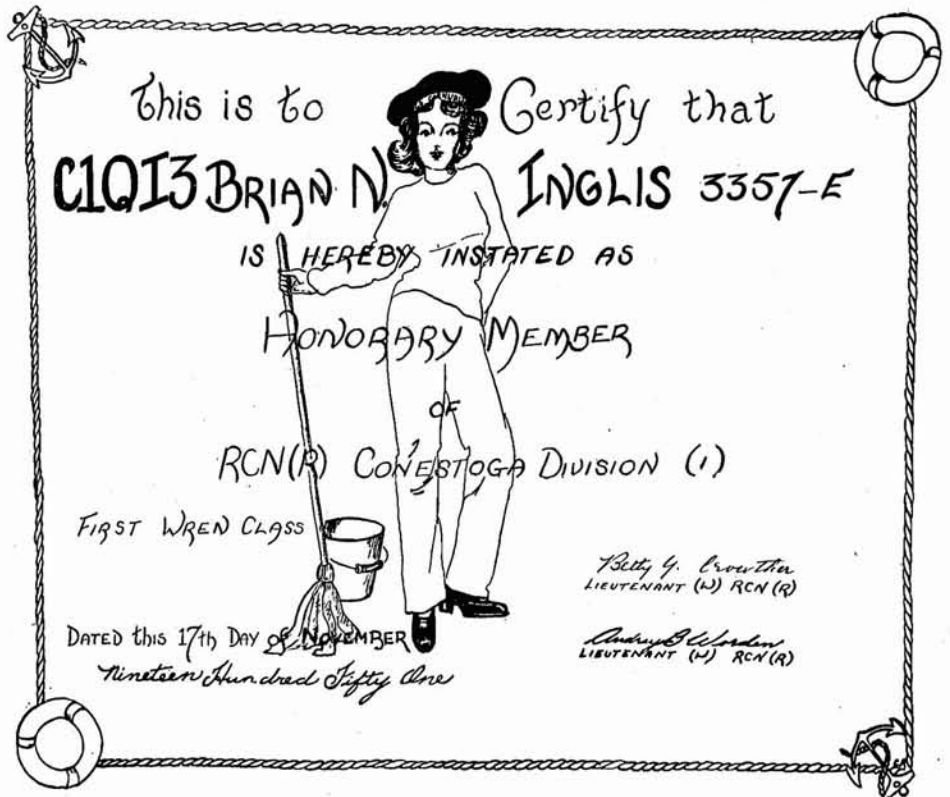 This is to Certify that
C1QI3 BRIAN N. INGLIS 3357-E
IS HEREBY INSTATED AS
HONORARY MEMBER
OF
RCN(R) CONESTOGA DIVISION (1)
FIRST WREN CLASS
Betty G. Crowther
LIEUTENANT (W) RCN (R)
DATED this 17th DAY of NOVEMBER
Nineteen Hundred Fifty One
Audrey B Worden
LIEUTENANT (W) RCN(R)